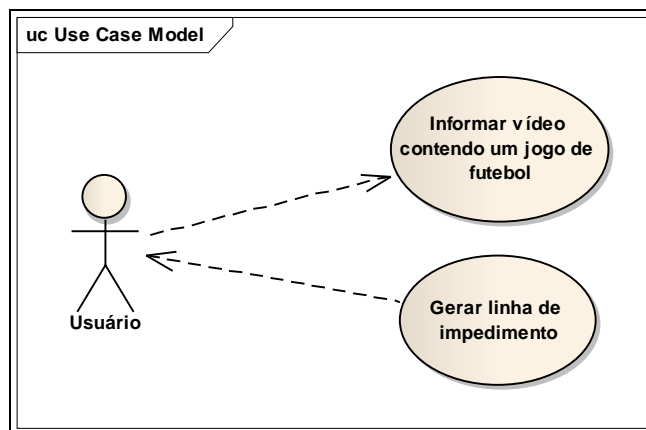 uc Use Case Model
Informar vídeo
contendo um jogo de
futebol
Usuário
Gerar linha de
impedimento